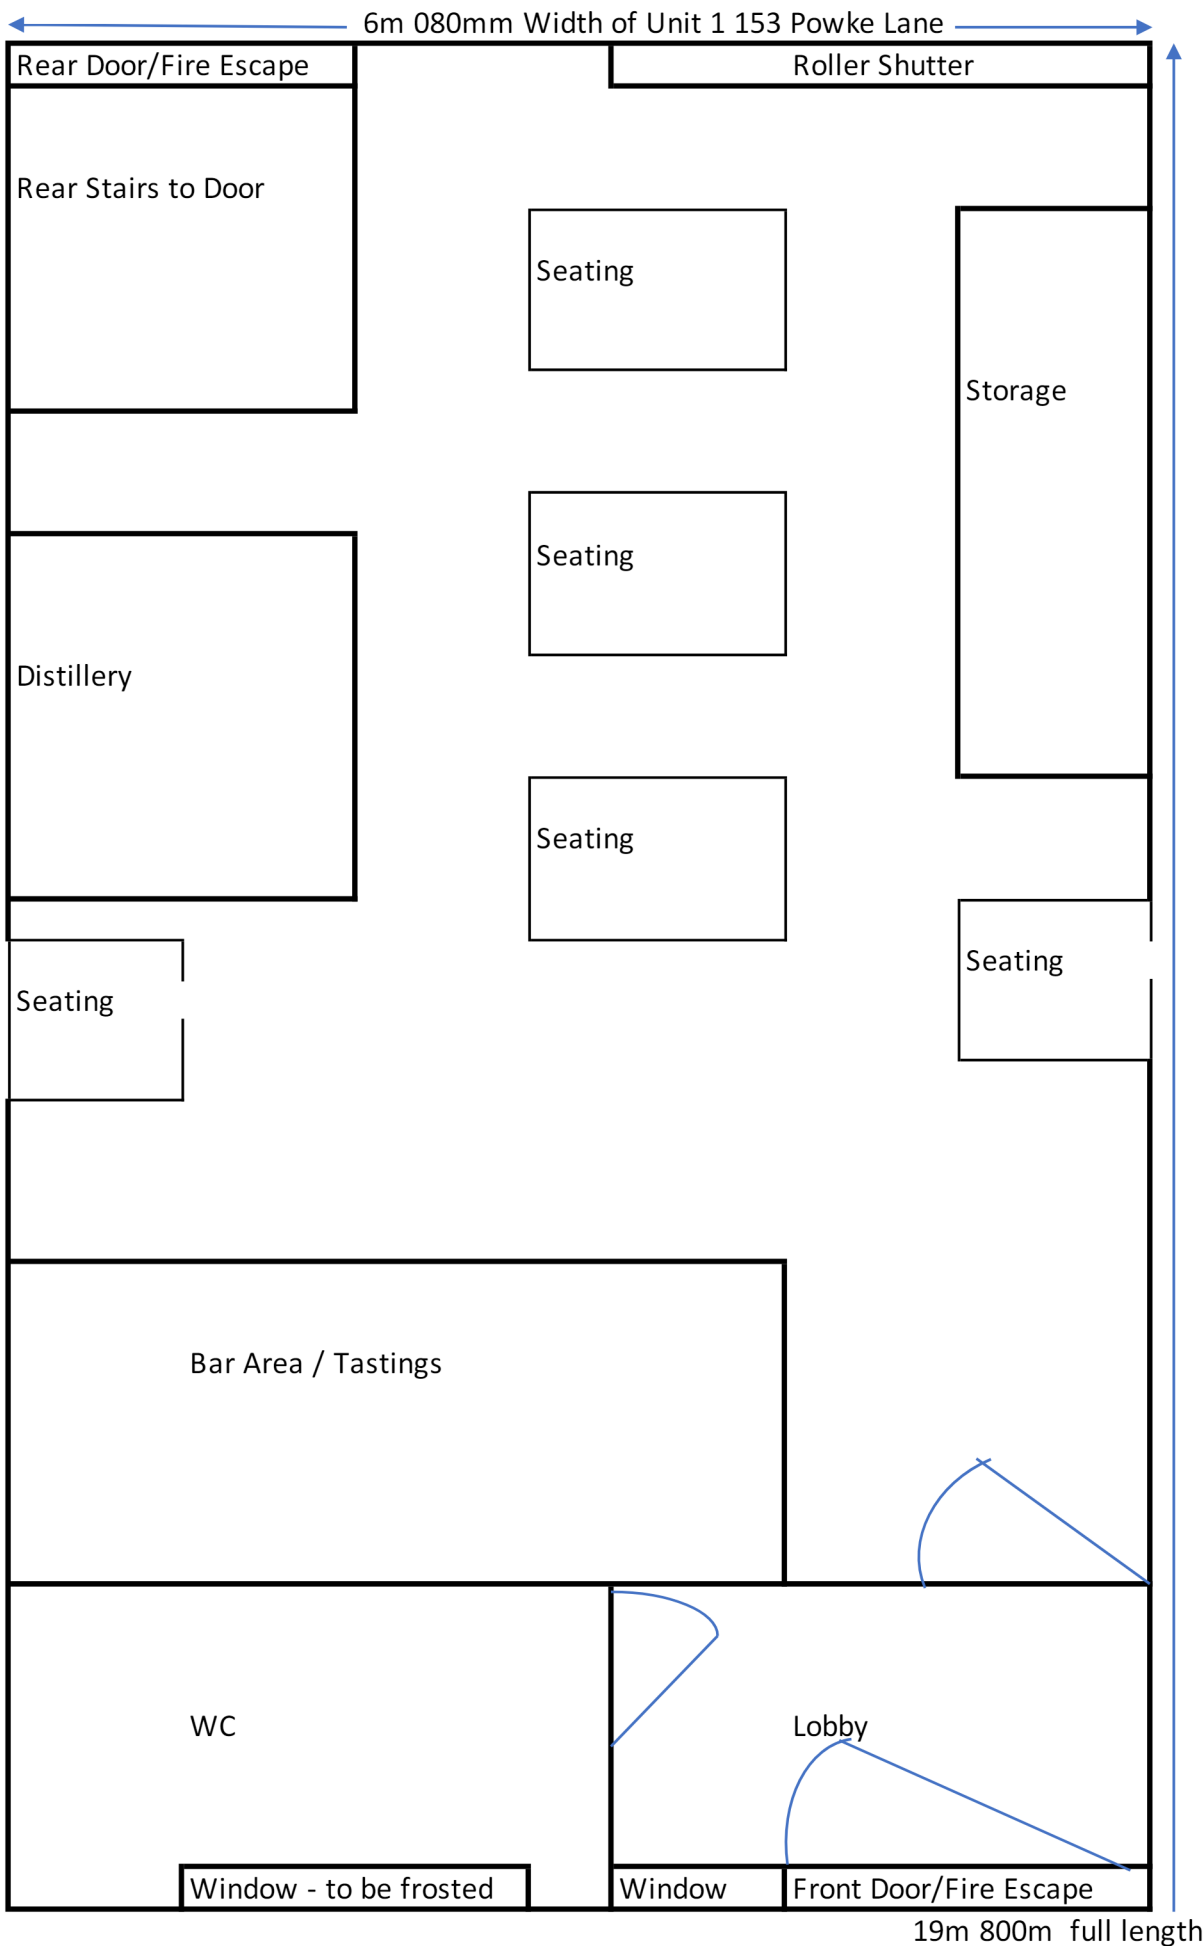 6m 080mm Width of Unit 1 153 Powke Lane
Rear Door/Fire Escape
Roller Shutter
Rear Stairs to Door
Seating
Storage
Seating
Distillery
Seating
Seating
Seating
Bar Area / Tastings
WC
Lobby
Window - to be frosted
Window
Front Door/Fire Escape
19m 800m  full length